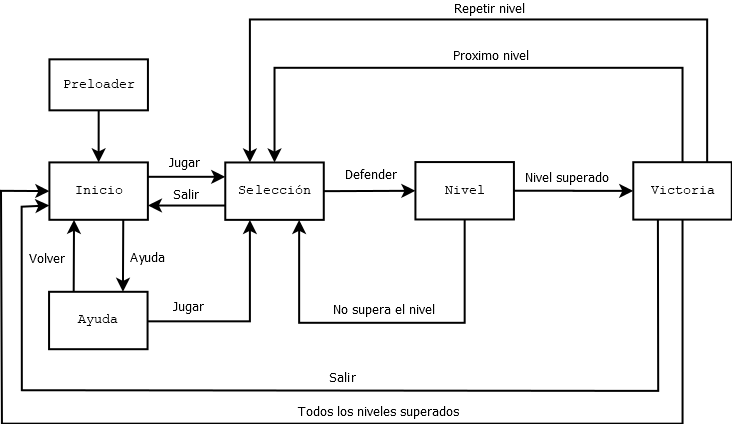 Repetir nivel
Proximo nivel
Preloader
Jugar
Inicio
Salir
Selección
Defender
Nivel
Nivel superado
Victoria
Volver
Ayuda
Ayuda
Jugar
No supera el nivel
Salir
Todos los niveles superados